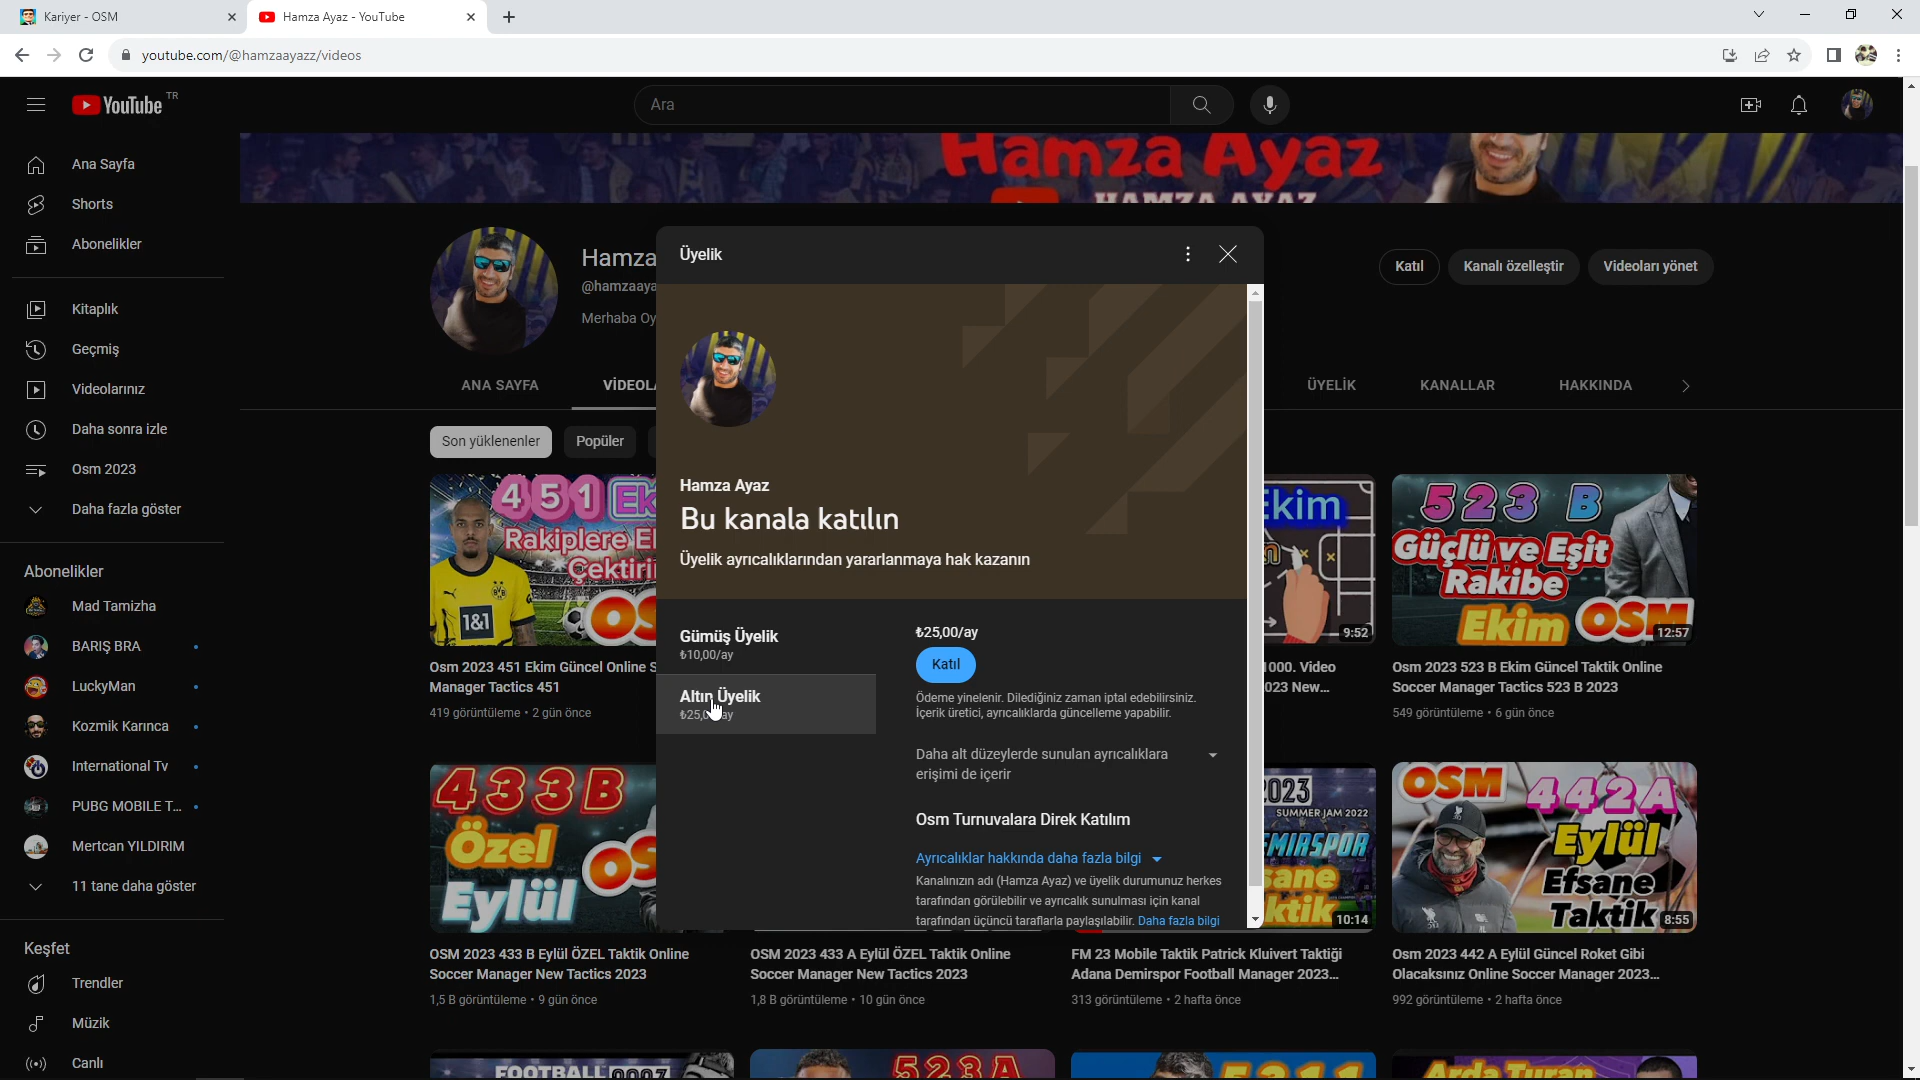 Kariyer - OSM
Hamza Ayaz - YouTube
youtube.com/@hamzaayazz/videos
YouTube TR
Ara
Ana Sayfa
Shorts
Abonelikler
Kitaplık
Geçmiş
Videolarınız
Daha sonra izle
Osm 2023
Daha fazla göster
Abonelikler
Mad Tamizha
BARIŞ BRA
LuckyMan
Kozmik Karınca
International Tv
PUBG MOBILE T...
Mertcan YILDIRIM
11 tane daha göster
Keşfet
Trendler
Müzik
Canlı
Hamza Ayaz
HAMZA AYAZ
Hamza
@hamzaaya
Merhaba Oy
Katıl
Kanalı özelleştir
Videoları yönet
ANA SAYFA
VİDEOLA
ÜYELİK
KANALLAR
HAKKINDA
Son yüklenenler
Popüler
Üyelik
Hamza Ayaz
Bu kanala katılın
Üyelik ayrıcalıklarından yararlanmaya hak kazanın
Gümüş Üyelik
₺10,00/ay
Altın Üyelik
₺25,00/ay
Katıl
Ödeme yinelenir. Dilediğiniz zaman iptal edebilirsiniz.
İçerik üretici, ayrıcalıklarda güncelleme yapabilir.
Daha alt düzeylerde sunulan ayrıcalıklara
erişimi de içerir
Osm Turnuvalara Direk Katılım
Ayrıcalıklar hakkında daha fazla bilgi
Kanalınızın adı (Hamza Ayaz) ve üyelik durumunuz herkes
tarafından görülebilir ve ayrıcalık sunulması için kanal
tarafından üçüncü taraflarla paylaşılabilir. Daha fazla bilgi
451 Ek
Rakiplere E
Çektiri
1&1
Osm 2023 451 Ekim Güncel Online S
Manager Tactics 451
419 görüntüleme • 2 gün önce
Ekim
9:52
1000. Video
023 New...
523 B
Güçlü ve Eşit
Rakibe
Ekim OSM
12:57
Osm 2023 523 B Ekim Güncel Taktik Online
Soccer Manager Tactics 523 B 2023
549 görüntüleme • 6 gün önce
433B
Özel
Eylül
OSM 2023 433 B Eylül ÖZEL Taktik Online
Soccer Manager New Tactics 2023
1,5 B görüntüleme • 9 gün önce
OSM 2023 433 A Eylül ÖZEL Taktik Online
Soccer Manager New Tactics 2023
1,8 B görüntüleme • 10 gün önce
2023
SUMMER JAM 2022
EMIRSPOR
sane
ktik
10:14
FM 23 Mobile Taktik Patrick Kluivert Taktiği
Adana Demirspor Football Manager 2023...
313 görüntüleme • 2 hafta önce
OSM
442A
Eylül
Efsane
Taktik
8:55
Osm 2023 442 A Eylül Güncel Roket Gibi
Olacaksınız Online Soccer Manager 2023...
992 görüntüleme • 2 hafta önce
523A
5211
Arda Turan